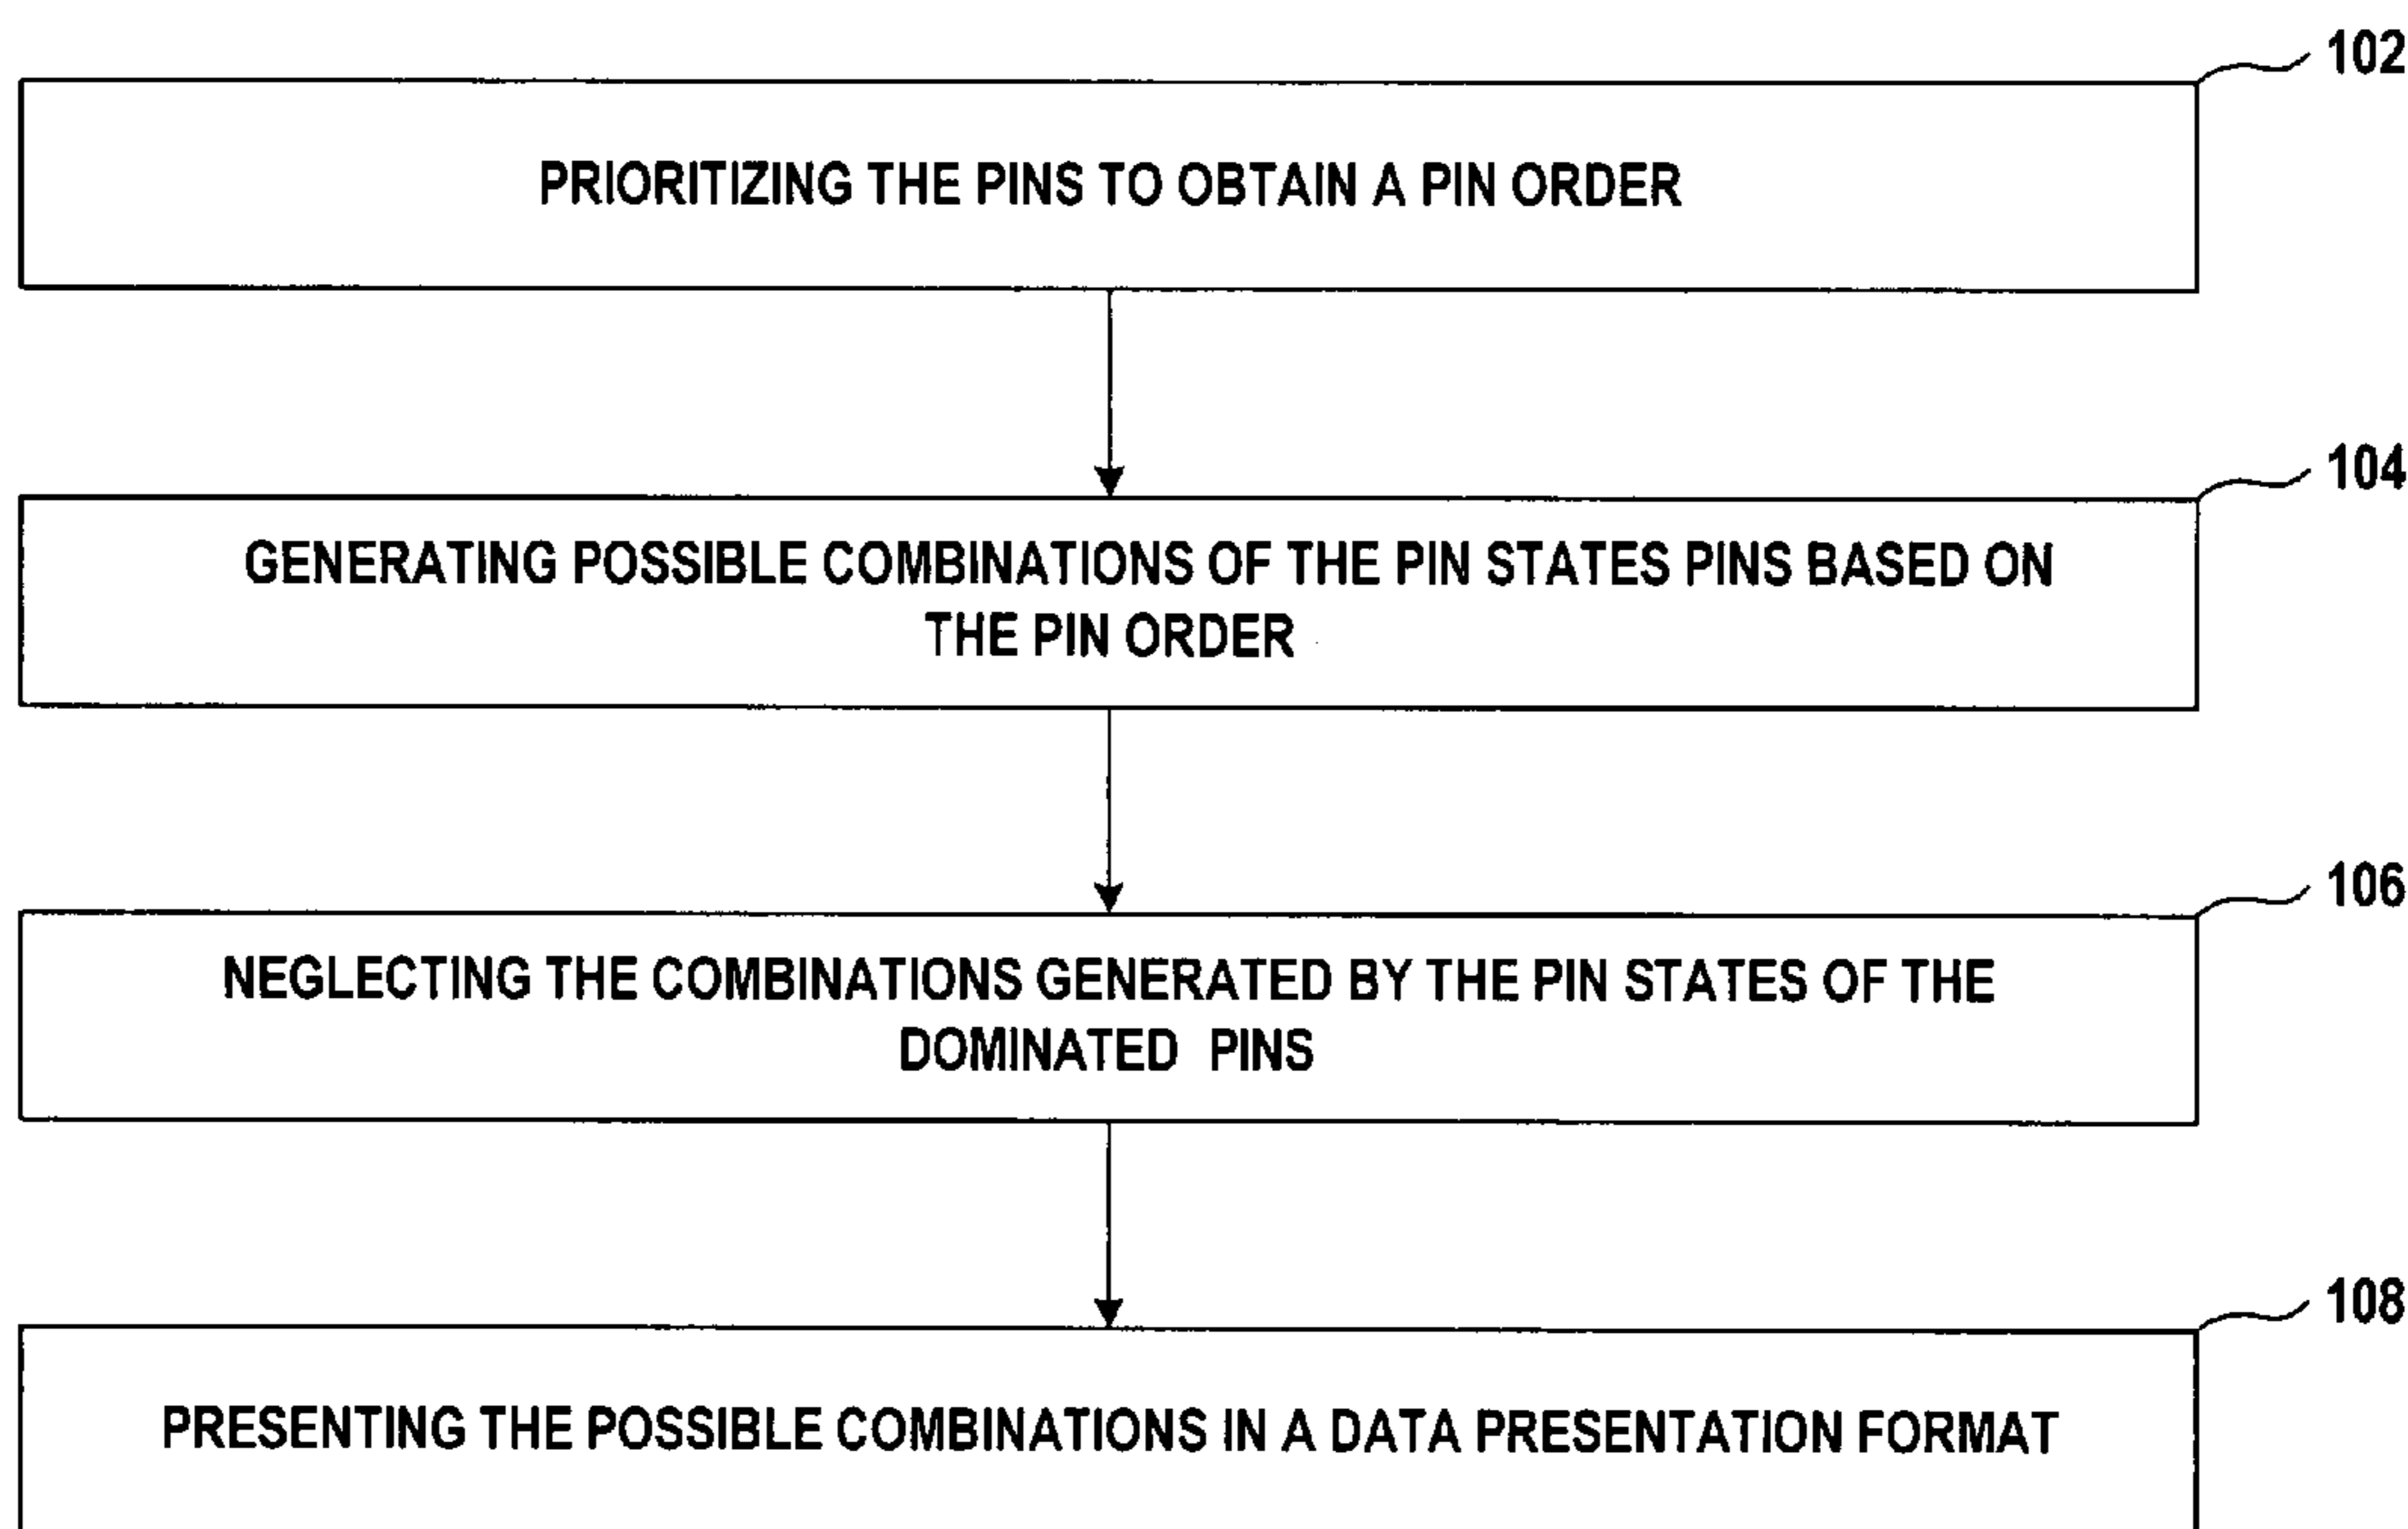 102
PRIORITIZING THE PINS TO OBTAIN A PIN ORDER
104
GENERATING POSSIBLE COMBINATIONS OF THE PIN STATES PINS BASED ON
THE PIN ORDER
106
NEGLECTING THE COMBINATIONS GENERATED BY THE PIN STATES OF THE
DOMINATED PINS
108
PRESENTING THE POSSIBLE COMBINATIONS IN A DATA PRESENTATION FORMAT